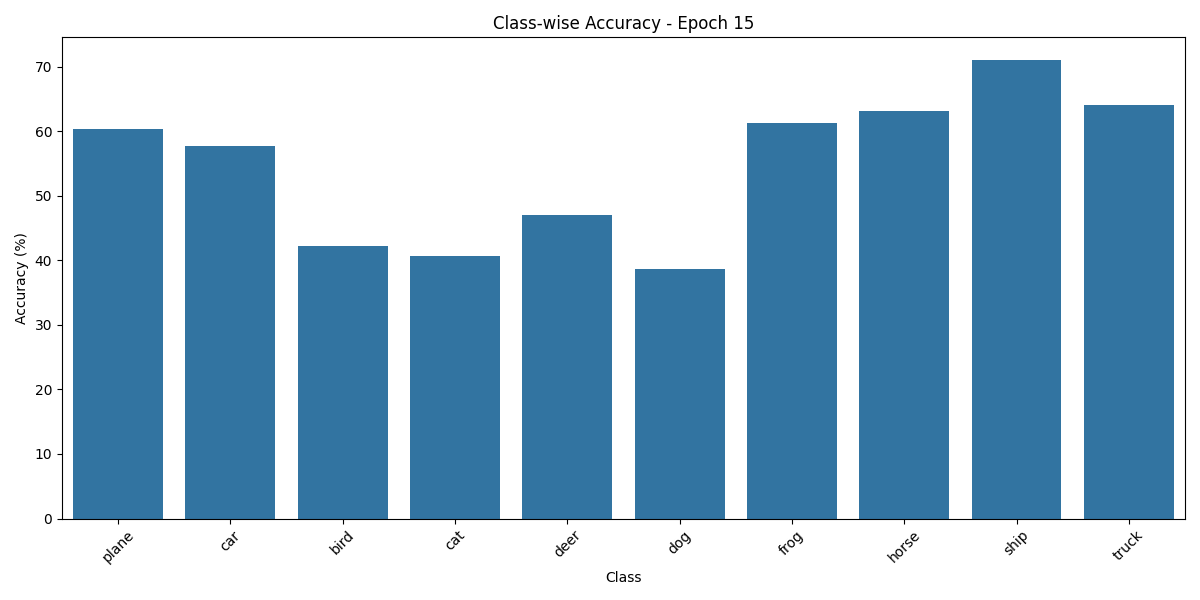 Class-wise Accuracy - Epoch 15
Accuracy (%)
70
60
50
40
30
20
10
0
plane
car
bird
cat
deer
dog
frog
horse
ship
truck
Class